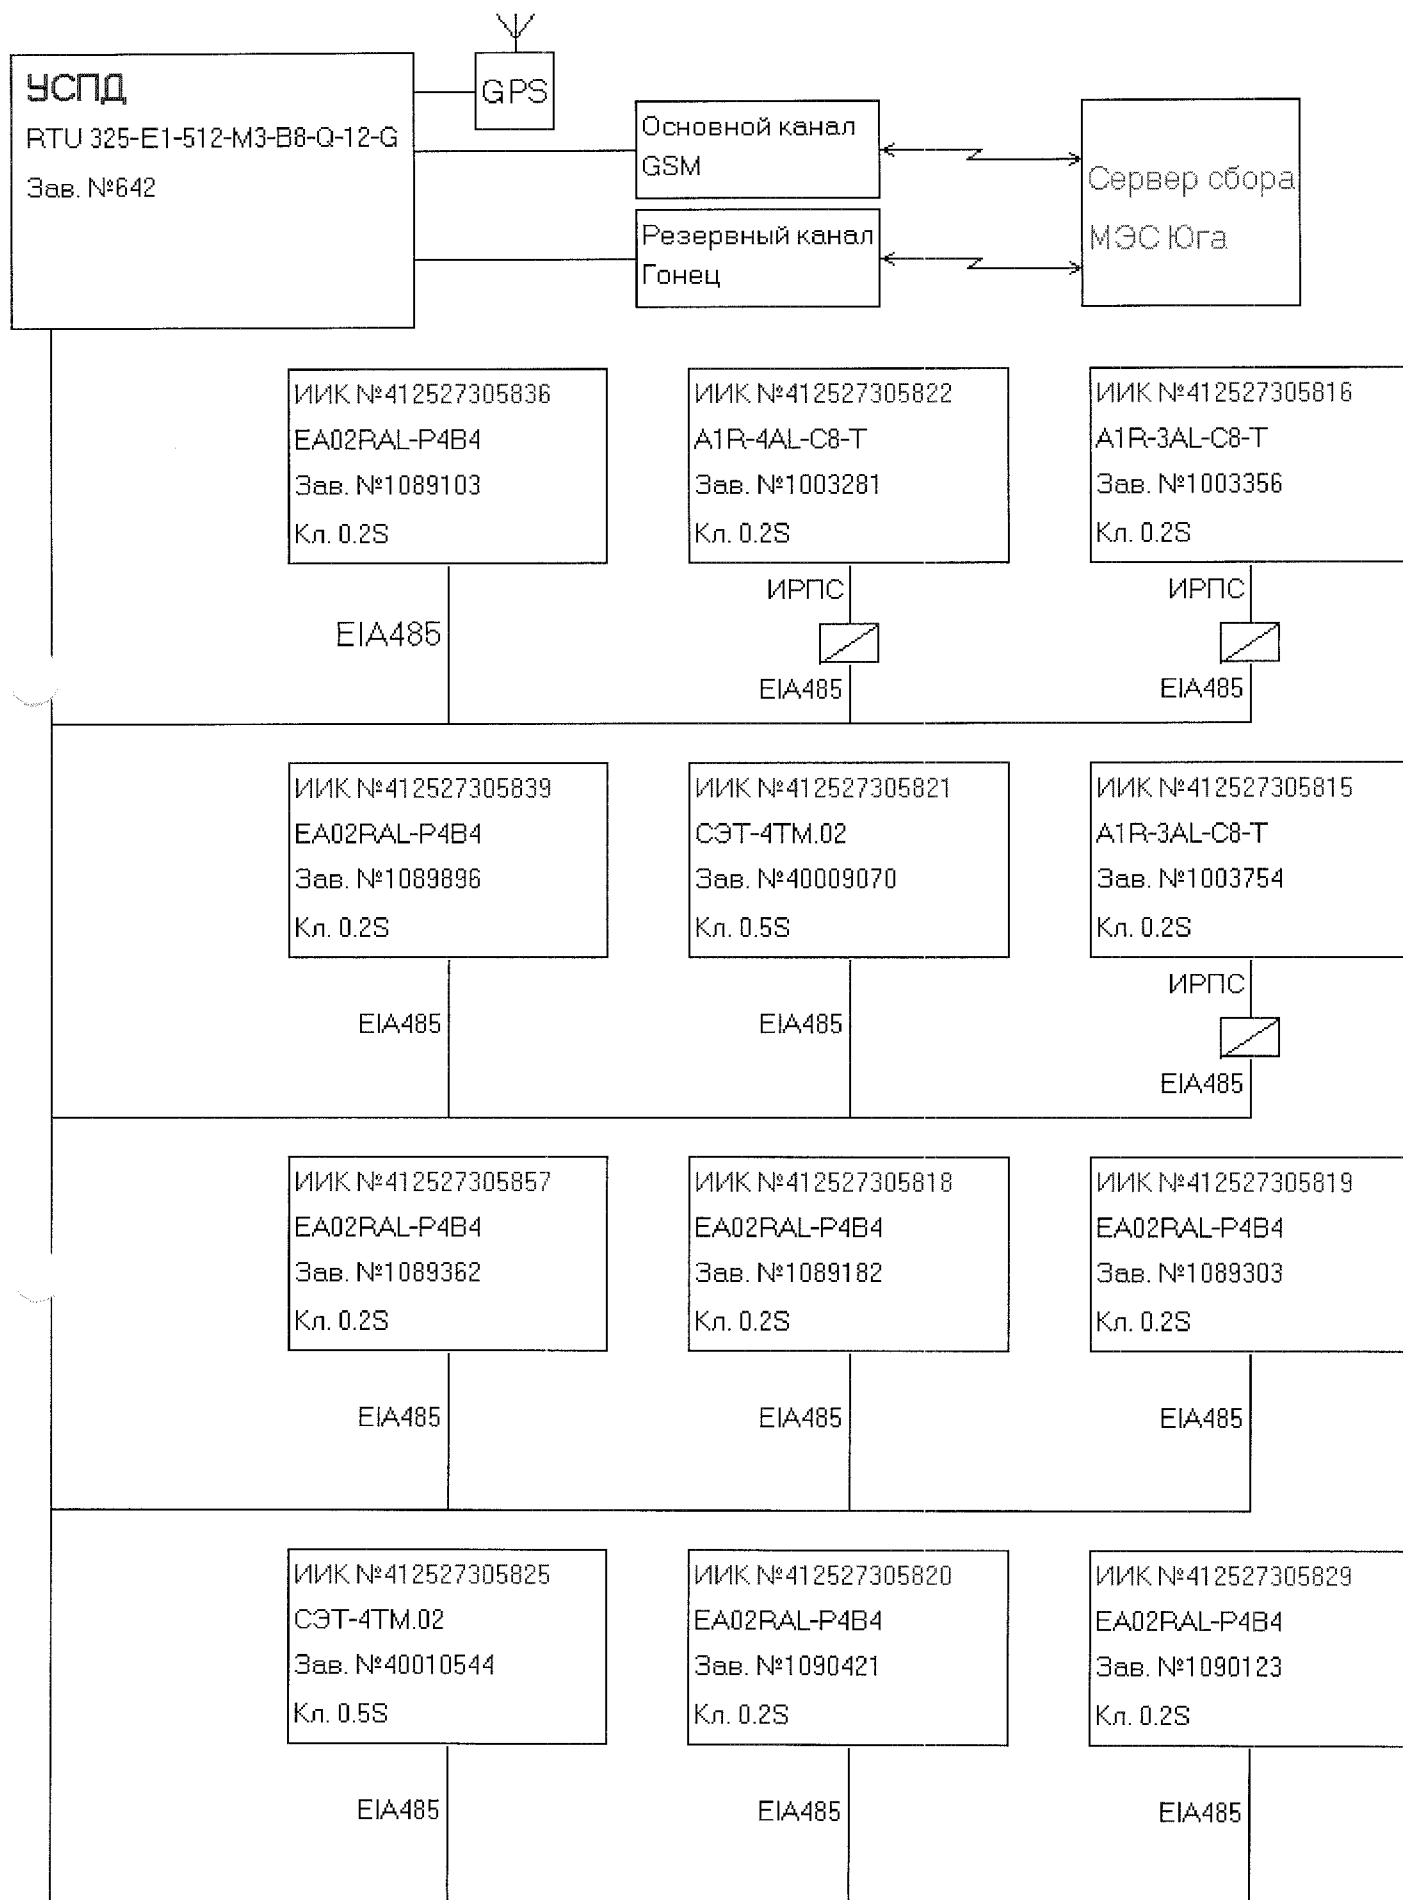 УСПД
RTU 325-E1-512-M3-B8-Q-12-G
Зав. №642
GPS
Основной канал
GSM
Резервный канал
Гонец
Сервер сбора
МЭС Юга
ИИК №412527305836
EA02RAL-P4B4
Зав. №1089103
Кл. 0.2S
EIA485
ИИК №412527305822
A1R-4AL-C8-T
Зав. №1003281
Кл. 0.2S
ИРПС
EIA485
ИИК №412527305816
A1R-3AL-C8-T
Зав. №1003356
Кл. 0.2S
ИРПС
EIA485
ИИК №412527305839
EA02RAL-P4B4
Зав. №1089896
Кл. 0.2S
EIA485
ИИК №412527305821
СЭТ-4ТМ.02
Зав. №40009070
Кл. 0.5S
EIA485
ИИК №412527305815
A1R-3AL-C8-T
Зав. №1003754
Кл. 0.2S
ИРПС
EIA485
ИИК №412527305857
EA02RAL-P4B4
Зав. №1089362
Кл. 0.2S
EIA485
ИИК №412527305818
EA02RAL-P4B4
Зав. №1089182
Кл. 0.2S
EIA485
ИИК №412527305819
EA02RAL-P4B4
Зав. №1089303
Кл. 0.2S
EIA485
ИИК №412527305825
СЭТ-4ТМ.02
Зав. №40010544
Кл. 0.5S
EIA485
ИИК №412527305820
EA02RAL-P4B4
Зав. №1090421
Кл. 0.2S
EIA485
ИИК №412527305829
EA02RAL-P4B4
Зав. №1090123
Кл. 0.2S
EIA485